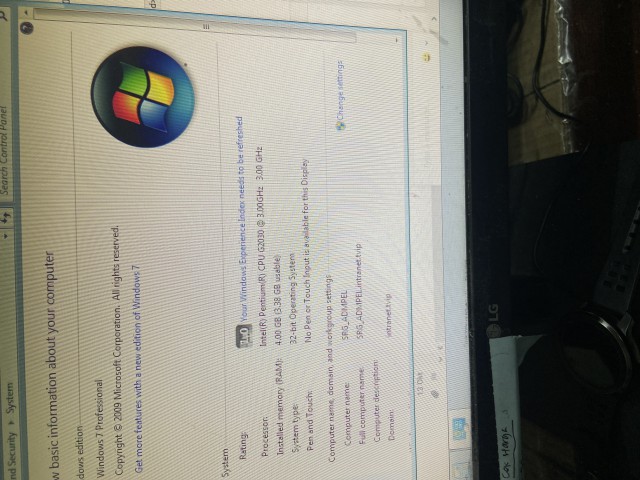 Search Control Panel
nd Security ▸ System
w basic information about your computer
dows edition
Windows 7 Professional
Copyright © 2009 Microsoft Corporation. All rights reserved.
Get more features with a new edition of Windows 7
System
Rating: Your Windows Experience Index needs to be refreshed
Processor: Intel(R) Pentium(R) CPU G2030 @ 3.00GHz 3.00 GHz
Installed memory (RAM): 4.00 GB (3.38 GB usable)
System type: 32-bit Operating System
Pen and Touch: No Pen or Touch Input is available for this Display
Computer name, domain, and workgroup settings
Computer name: SRG_ADMPEL Change settings
Full computer name: SRG_ADMPEL.intranet.tvip
Computer description:
Domain: intranet.tvip
LG